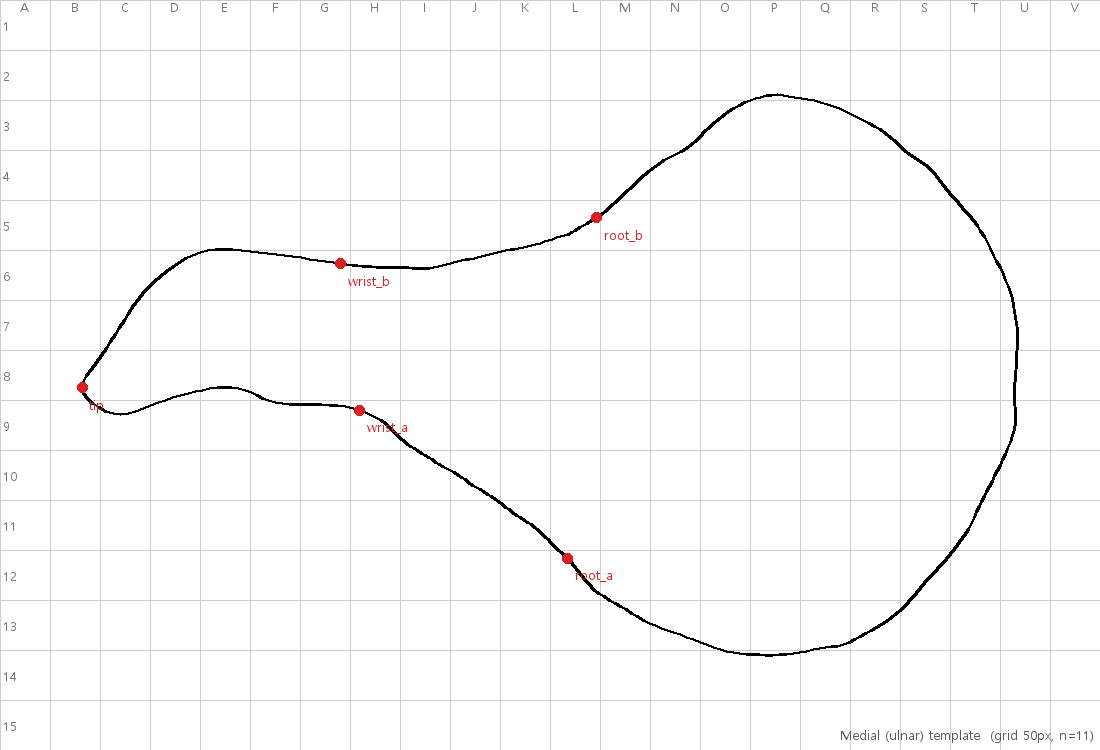 A B C D E F G H I J K L M N O P Q R S T U V
1
2
3
4
5
root_b
6
wrist_b
7
8
tip
9
wrist_a
10
11
12
root_a
13
14
15
Medial (ulnar) template (grid 50px, n=11)